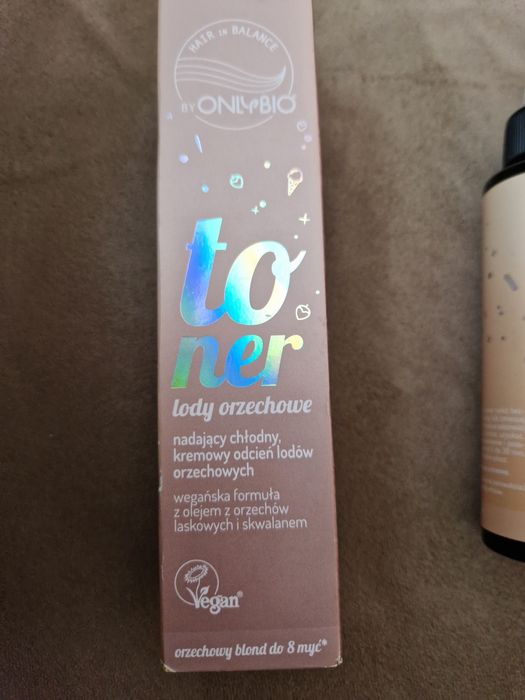 HAIR IN BALANCE
BY ONLYBIO
to
ner
lody orzechowe
nadający chłodny,
kremowy odcień lodów
orzechowych
wegańska formuła
z olejem z orzechów
laskowych i skwalanem
Vegan®
orzechowy blond do 8 myć*